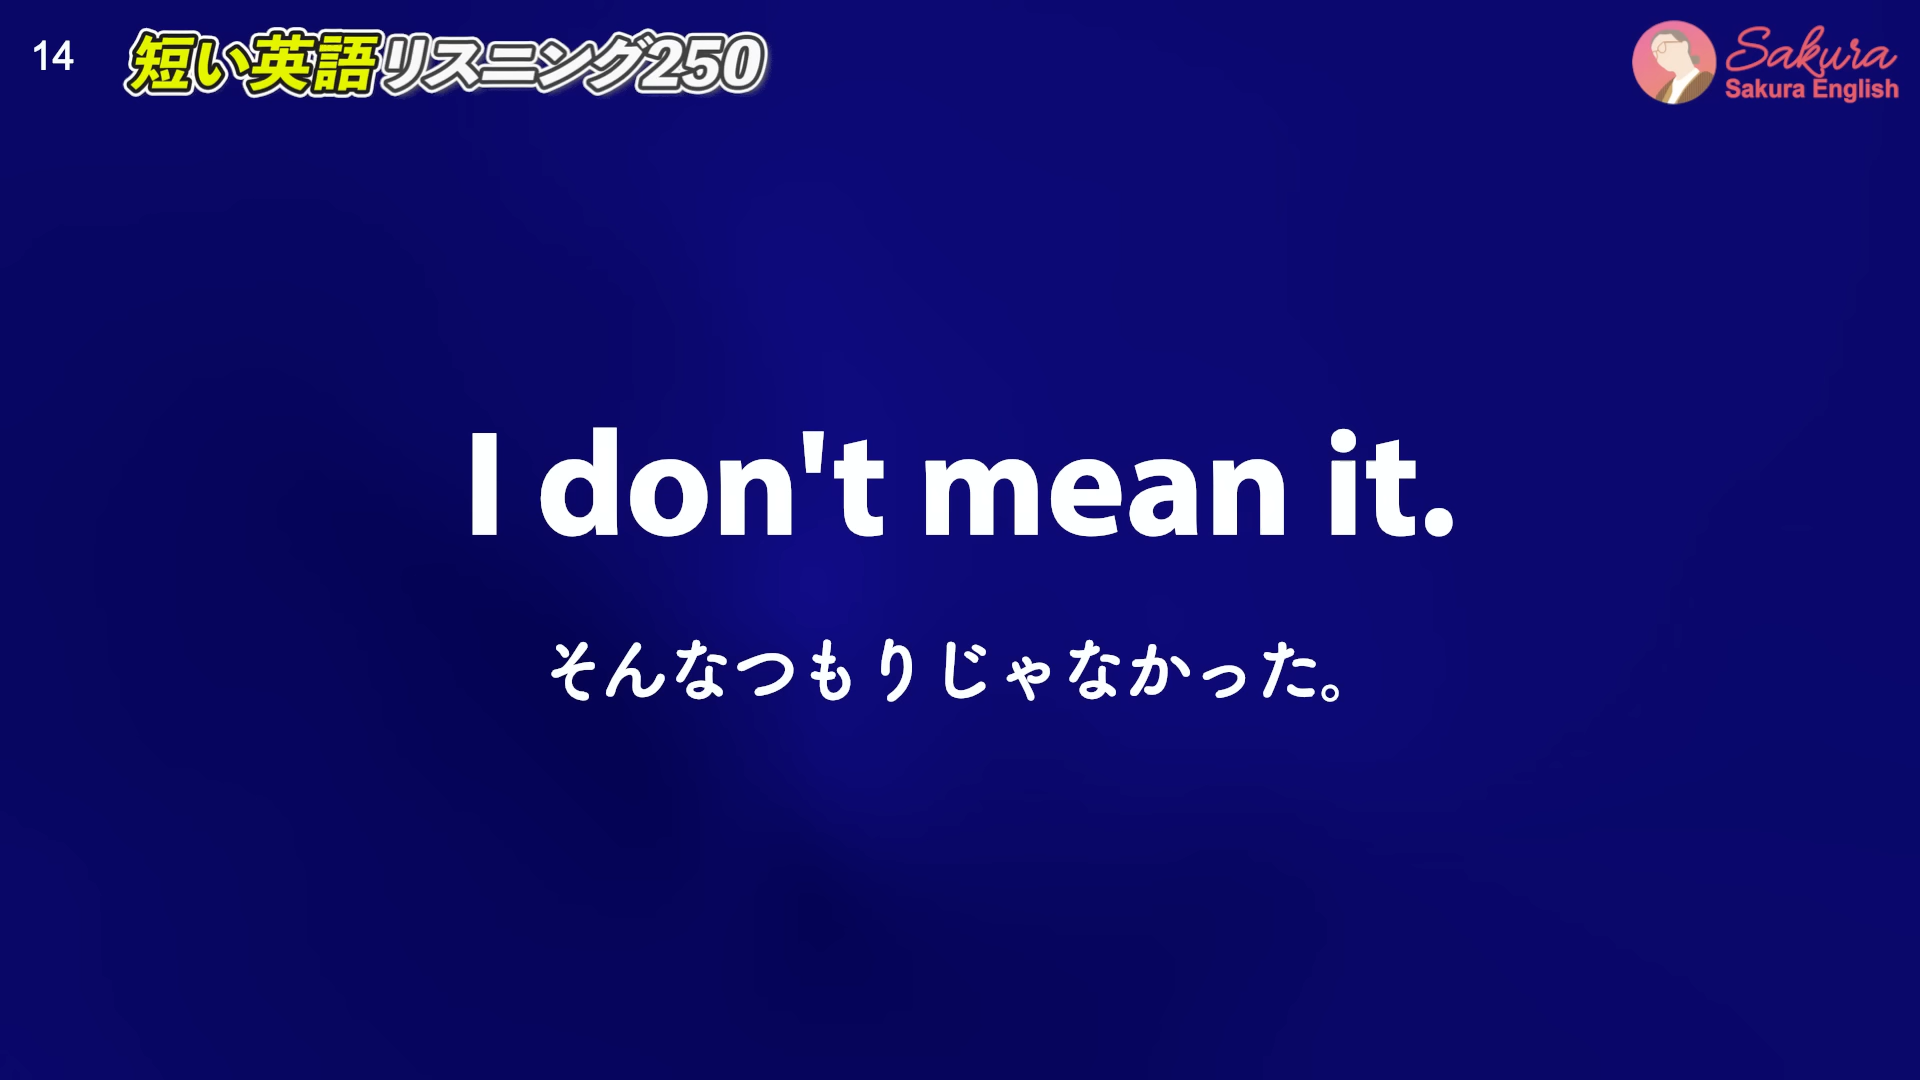 14
短い英語リスニング250
Sakura
Sakura English
I don't mean it.
そんなつもりじゃなかった。